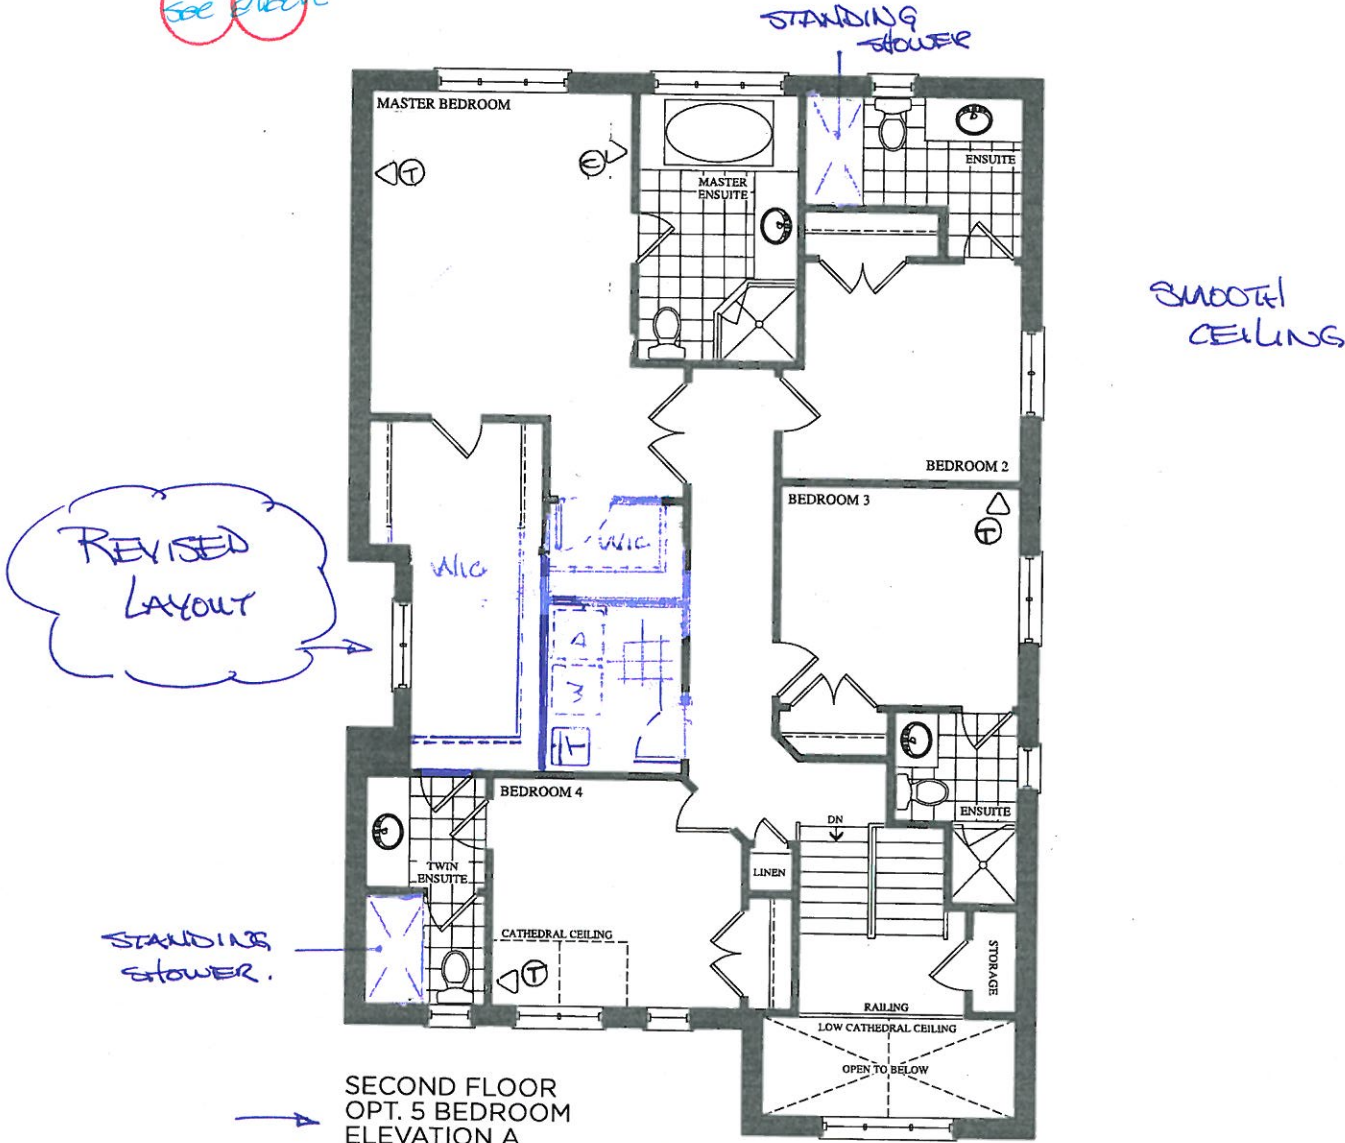 See
STANDING
SHOWER
MASTER BEDROOM
T
ENSUITE
MASTER
ENSUITE
SMOOTH
CEILING
BEDROOM 2
BEDROOM 3
T
REVISED
LAYOUT
WIC
WIC
D
W
T
BEDROOM 4
ENSUITE
DN
LINEN
TWIN
ENSUITE
STANDING
SHOWER.
CATHEDRAL CEILING
T
STORAGE
RAILING
LOW CATHEDRAL CEILING
OPEN TO BELOW
SECOND FLOOR
OPT. 5 BEDROOM
ELEVATION A